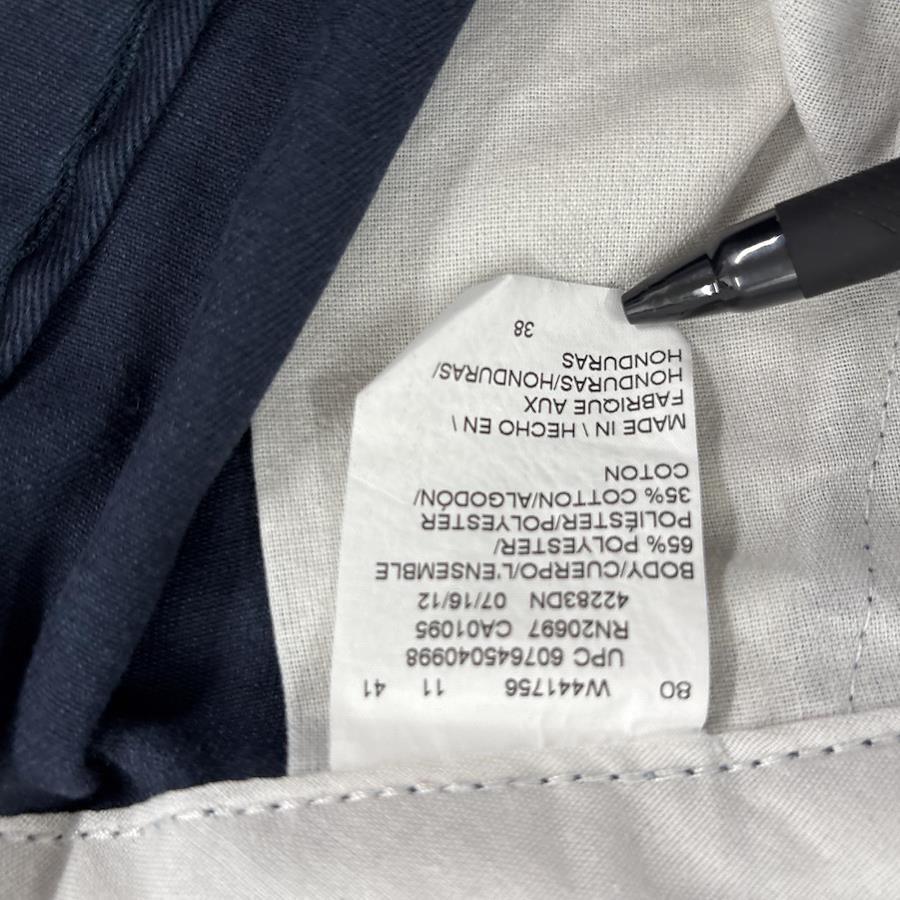 80 W441756 11 41
UPC 607645040998
RN20697 CA01095
42283DN 07/16/12
BODY/CUERPO/L'ENSEMBLE
65% POLYESTER/
POLIÉSTER/POLYESTER
35% COTTON/ALGODÓN/
COTON
MADE IN \ HECHO EN \
FABRIQUE AUX
HONDURAS/HONDURAS/
HONDURAS
38